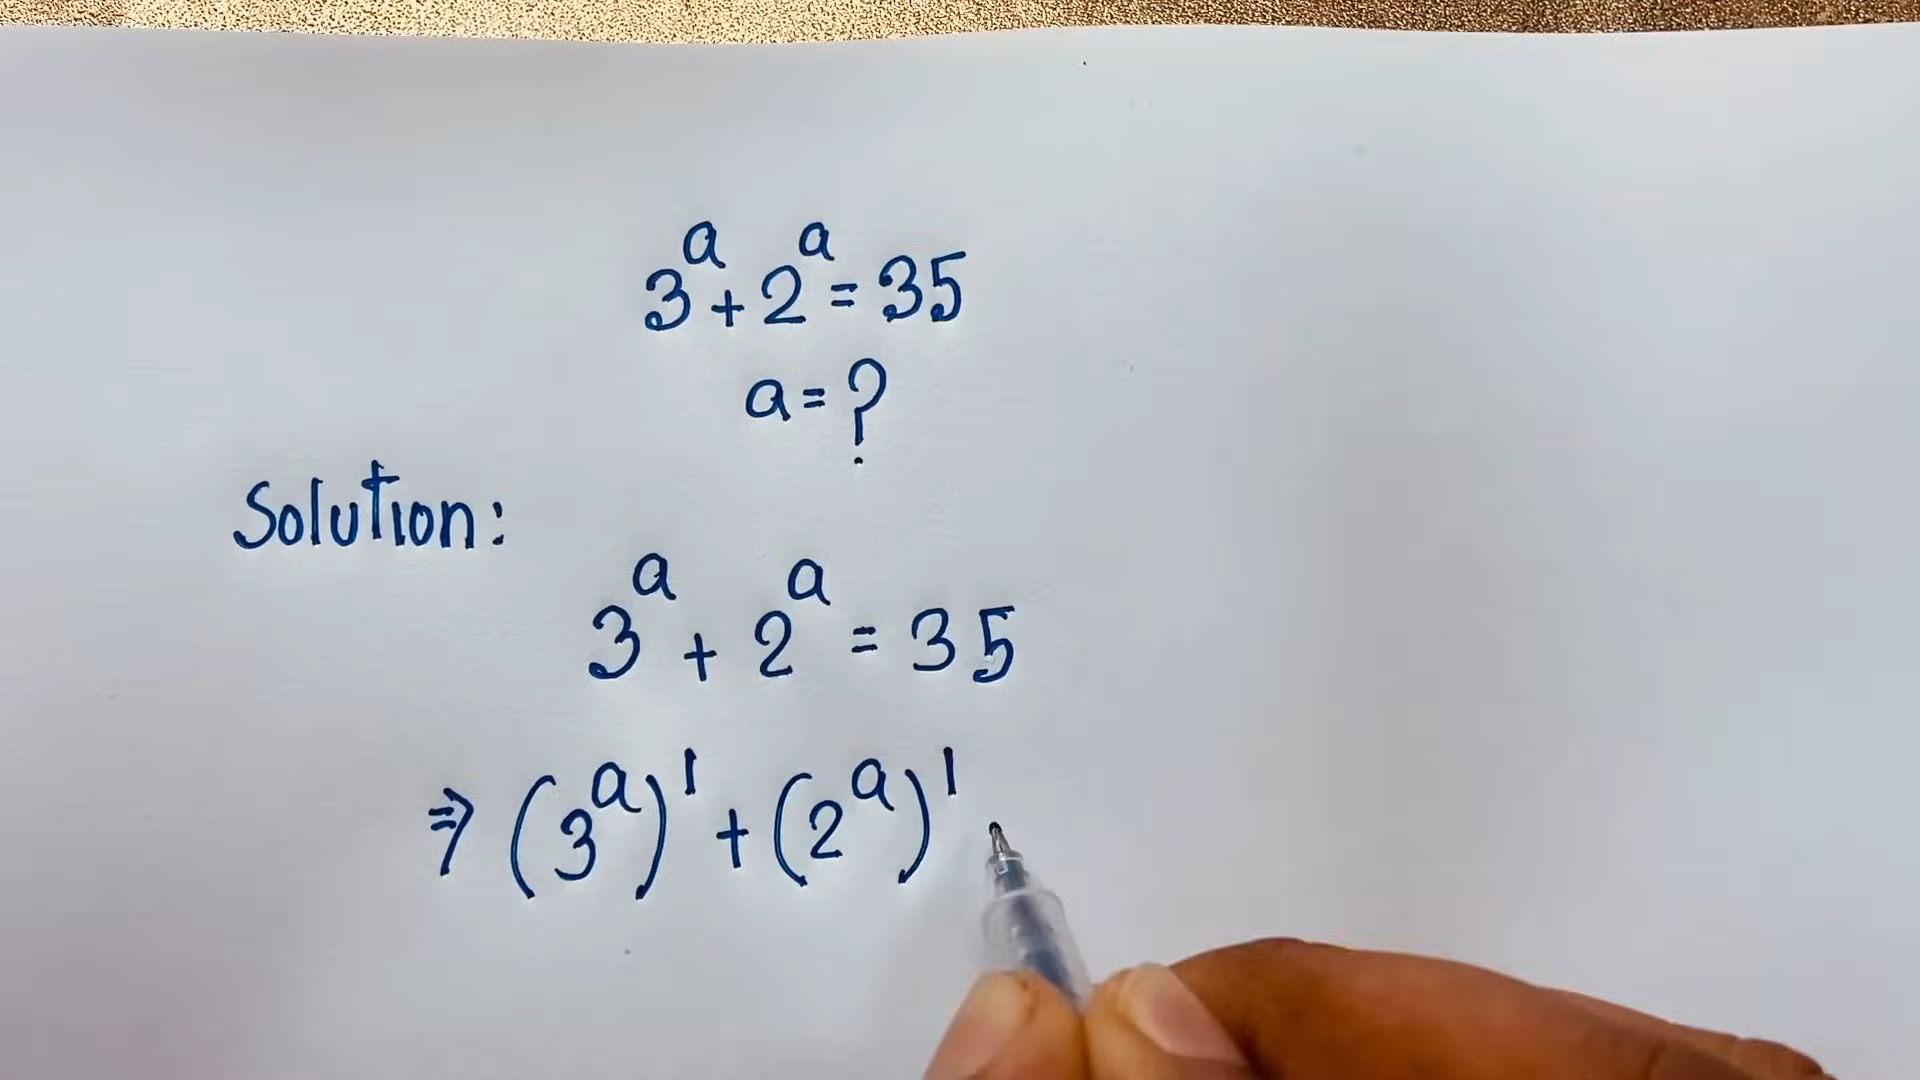 3^a + 2^a = 35
a = ?
Solution:
3^a + 2^a = 35
⇒ (3^a)^1 + (2^a)^1